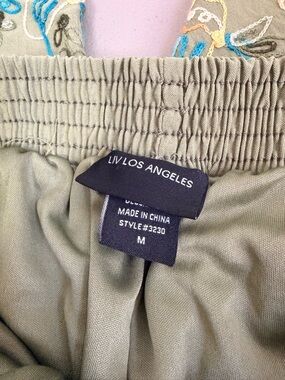 LIV LOS ANGELES
MADE IN CHINA
STYLE#3230
M